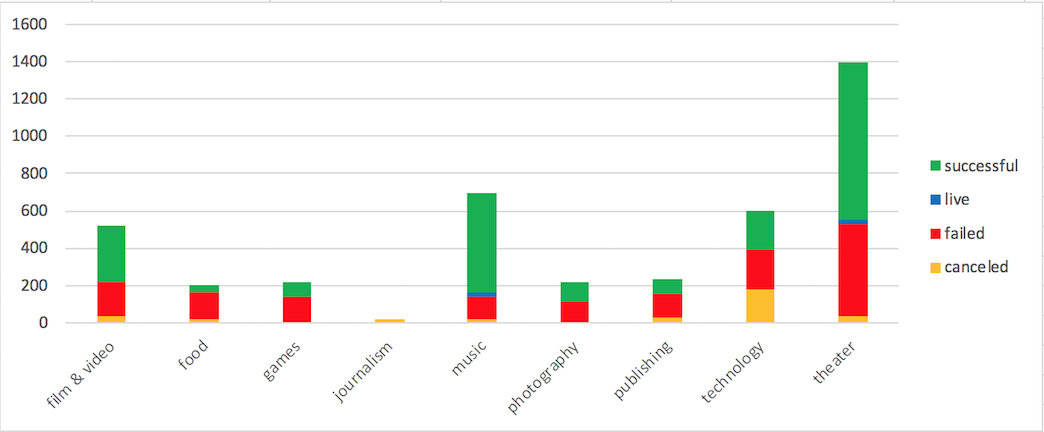 1600
1400
1200
1000
800
600
400
200
0
film & video
food
games
journalism
music
photography
publishing
technology
theater
successful
live
failed
canceled